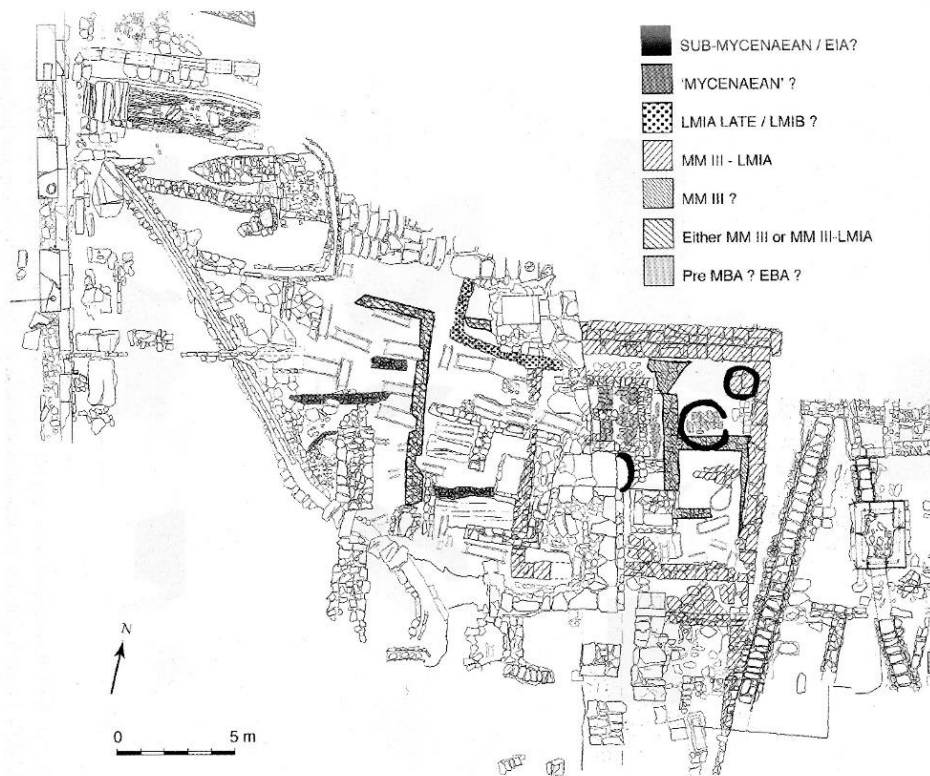 SUB-MYCENAEAN / EIA?
'MYCENAEAN' ?
LMIA LATE / LMIB ?
MM III - LMIA
MM III ?
Either MM III or MM III-LMIA
Pre MBA ? EBA ?
N
0 5 m